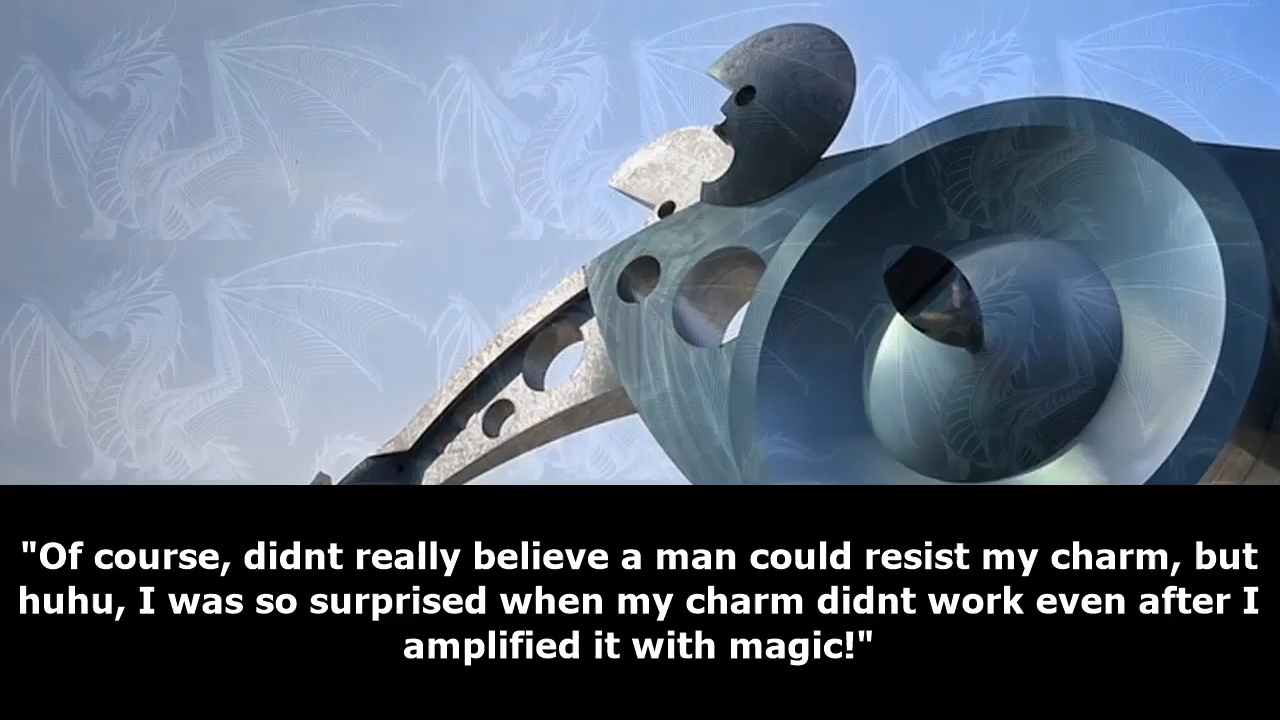 "Of course, didnt really believe a man could resist my charm, but
huhu, I was so surprised when my charm didnt work even after I
amplified it with magic!"